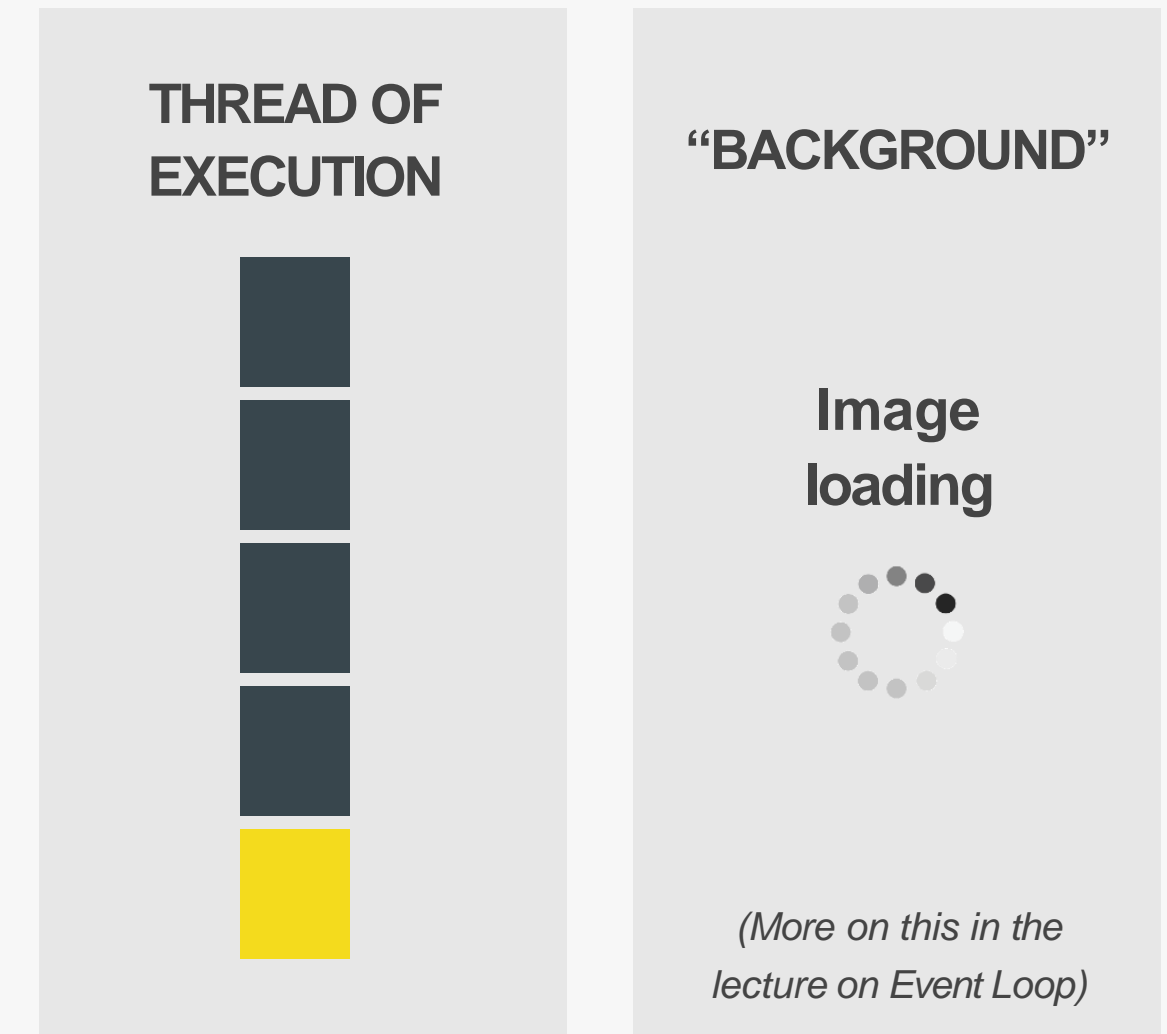 THREAD OF
EXECUTION
“BACKGROUND”
Image
loading
(More on this in the
lecture on Event Loop)